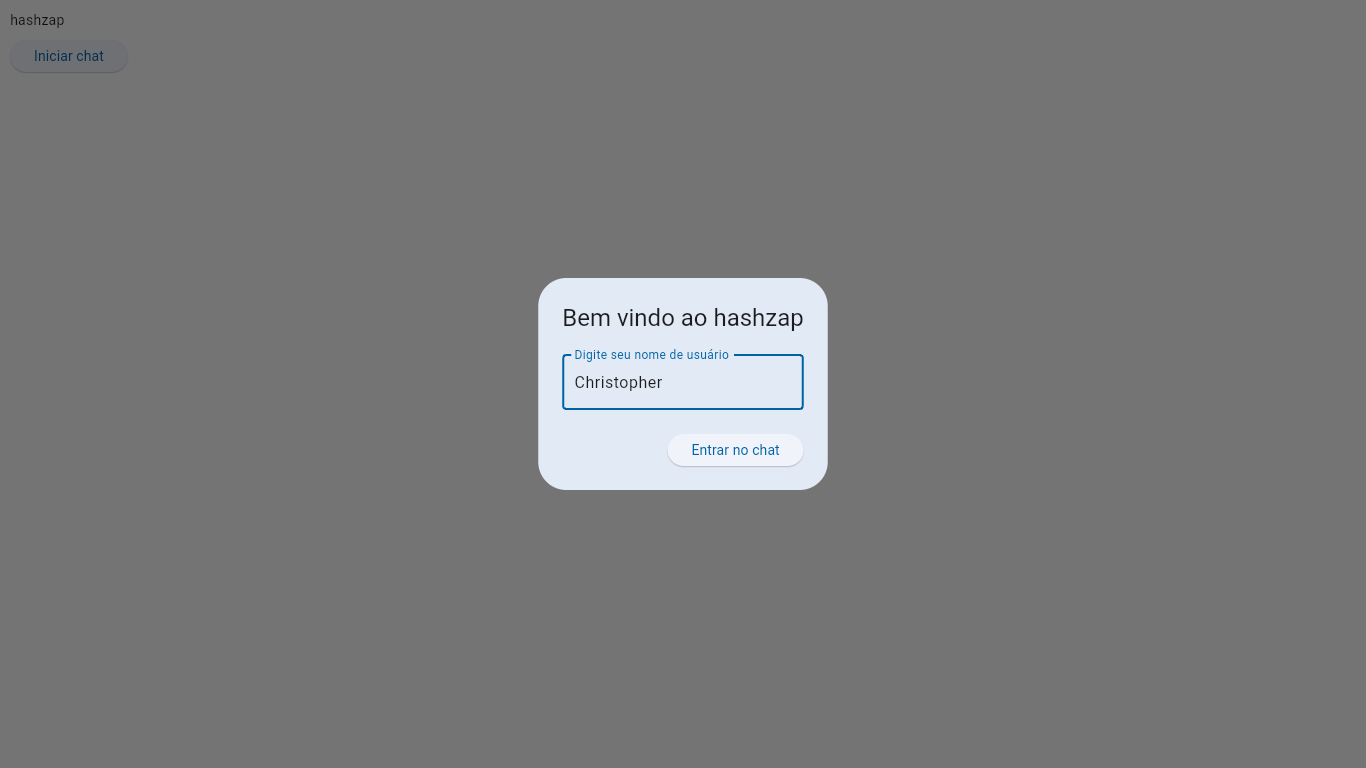 hashzap
Iniciar chat
Bem vindo ao hashzap
Digite seu nome de usuário
Christopher
Entrar no chat